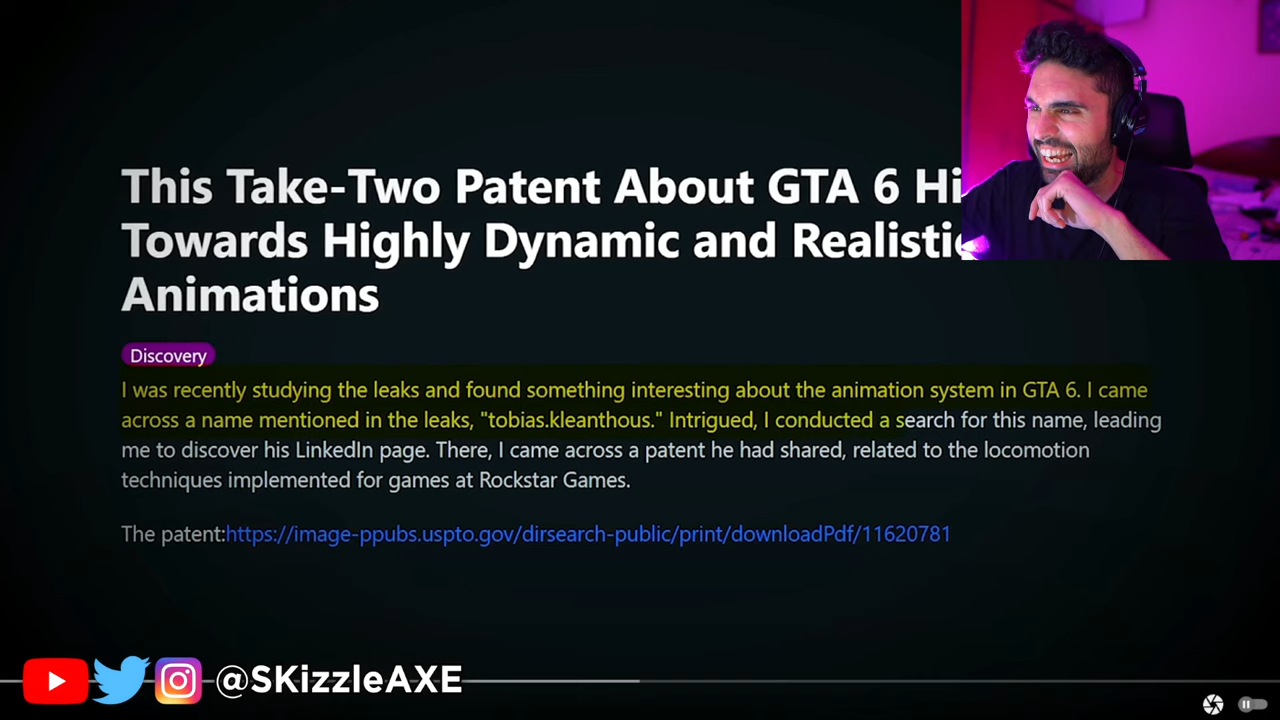 This Take-Two Patent About GTA 6 Hi
Towards Highly Dynamic and Realistic
Animations
Discovery
I was recently studying the leaks and found something interesting about the animation system in GTA 6. I came
across a name mentioned in the leaks, "tobias.kleanthous." Intrigued, I conducted a search for this name, leading
me to discover his LinkedIn page. There, I came across a patent he had shared, related to the locomotion
techniques implemented for games at Rockstar Games.
The patent:https://image-ppubs.uspto.gov/dirsearch-public/print/downloadPdf/11620781
@SKizzleAXE